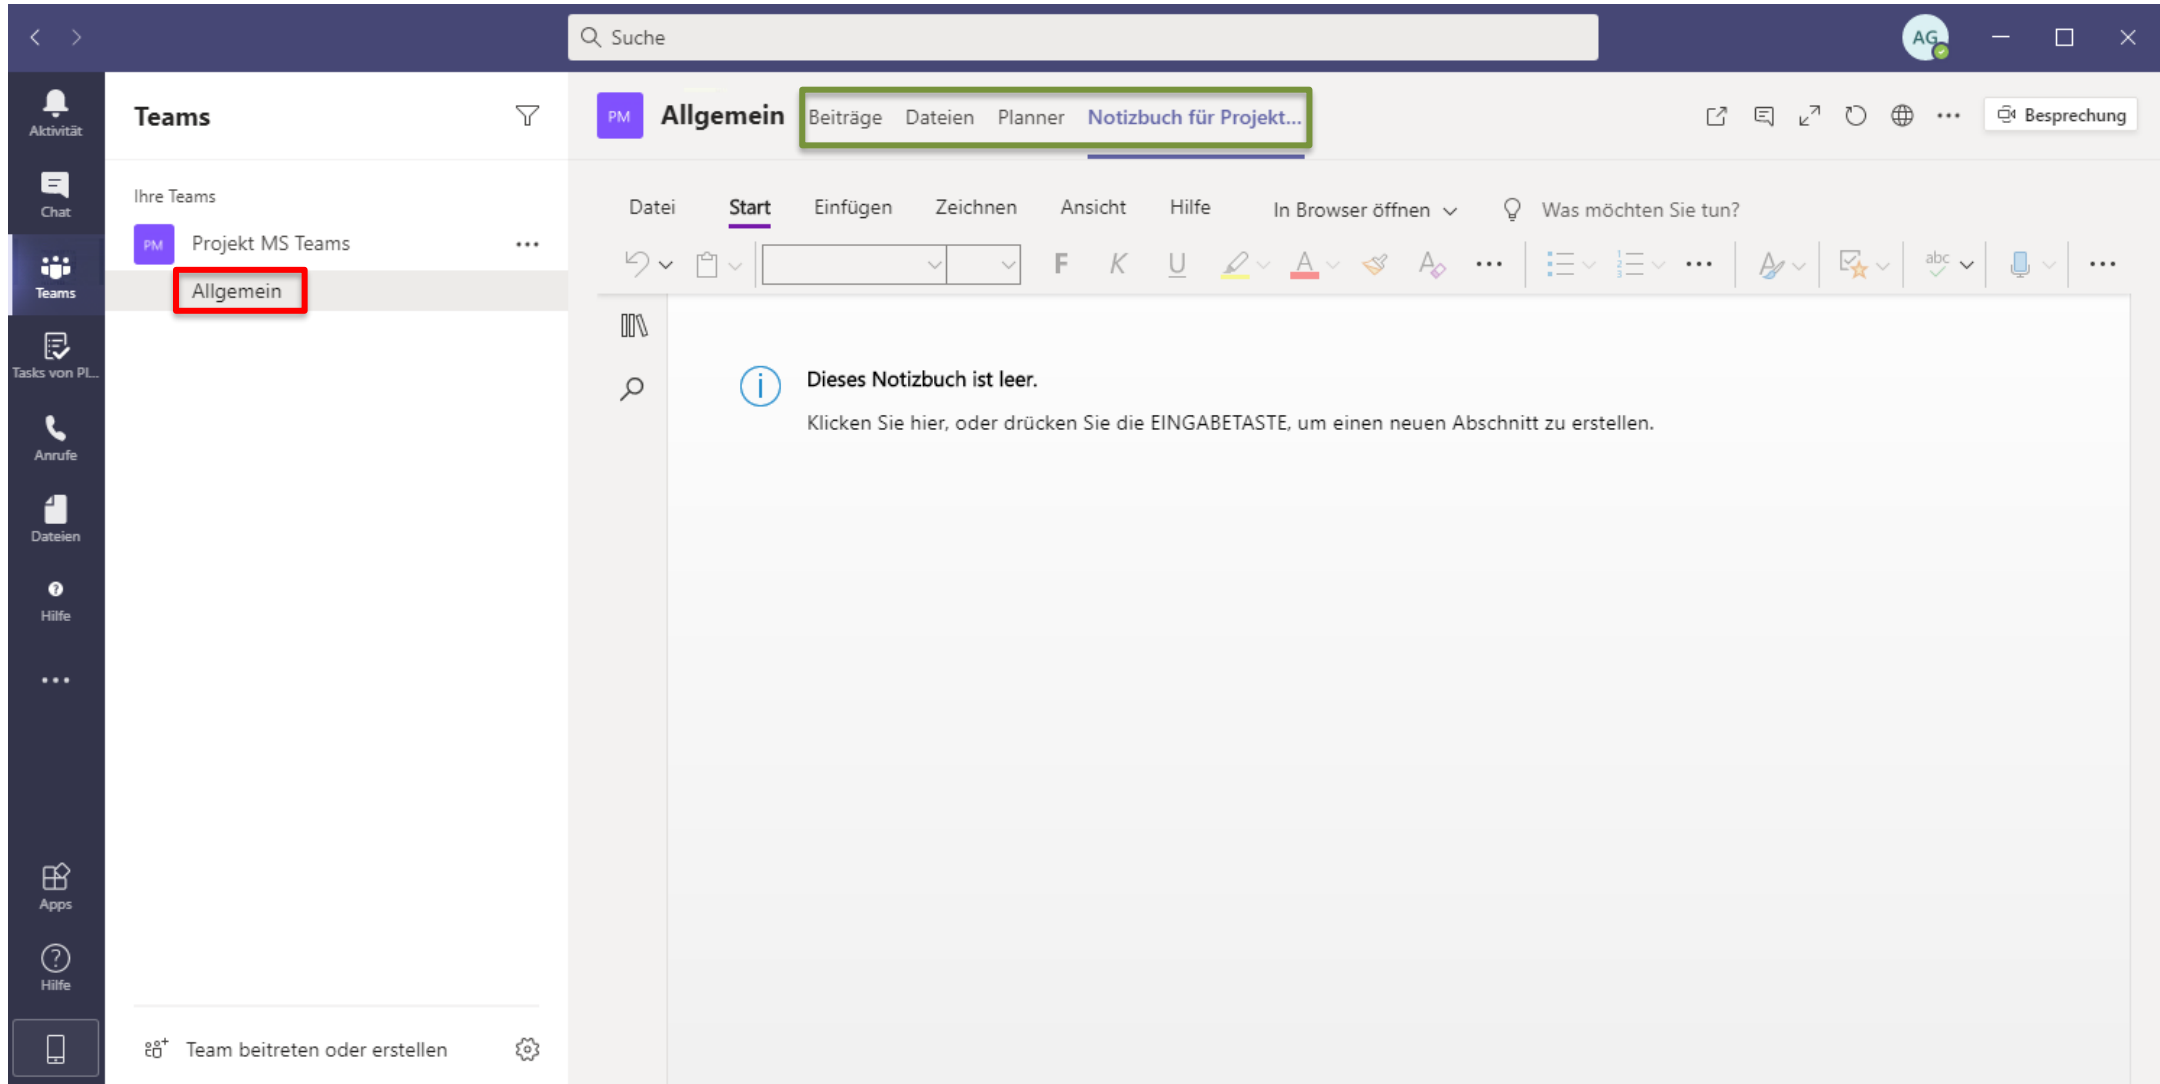 Suche
AG
Aktivität
Chat
Teams
Tasks von Pl...
Anrufe
Dateien
Hilfe
Apps
Hilfe
Teams
Ihre Teams
PM Projekt MS Teams
Allgemein
Team beitreten oder erstellen
PM Allgemein Beiträge Dateien Planner Notizbuch für Projekt... Besprechung
Datei Start Einfügen Zeichnen Ansicht Hilfe In Browser öffnen Was möchten Sie tun?
F K U A A abc
Dieses Notizbuch ist leer.
Klicken Sie hier, oder drücken Sie die EINGABETASTE, um einen neuen Abschnitt zu erstellen.